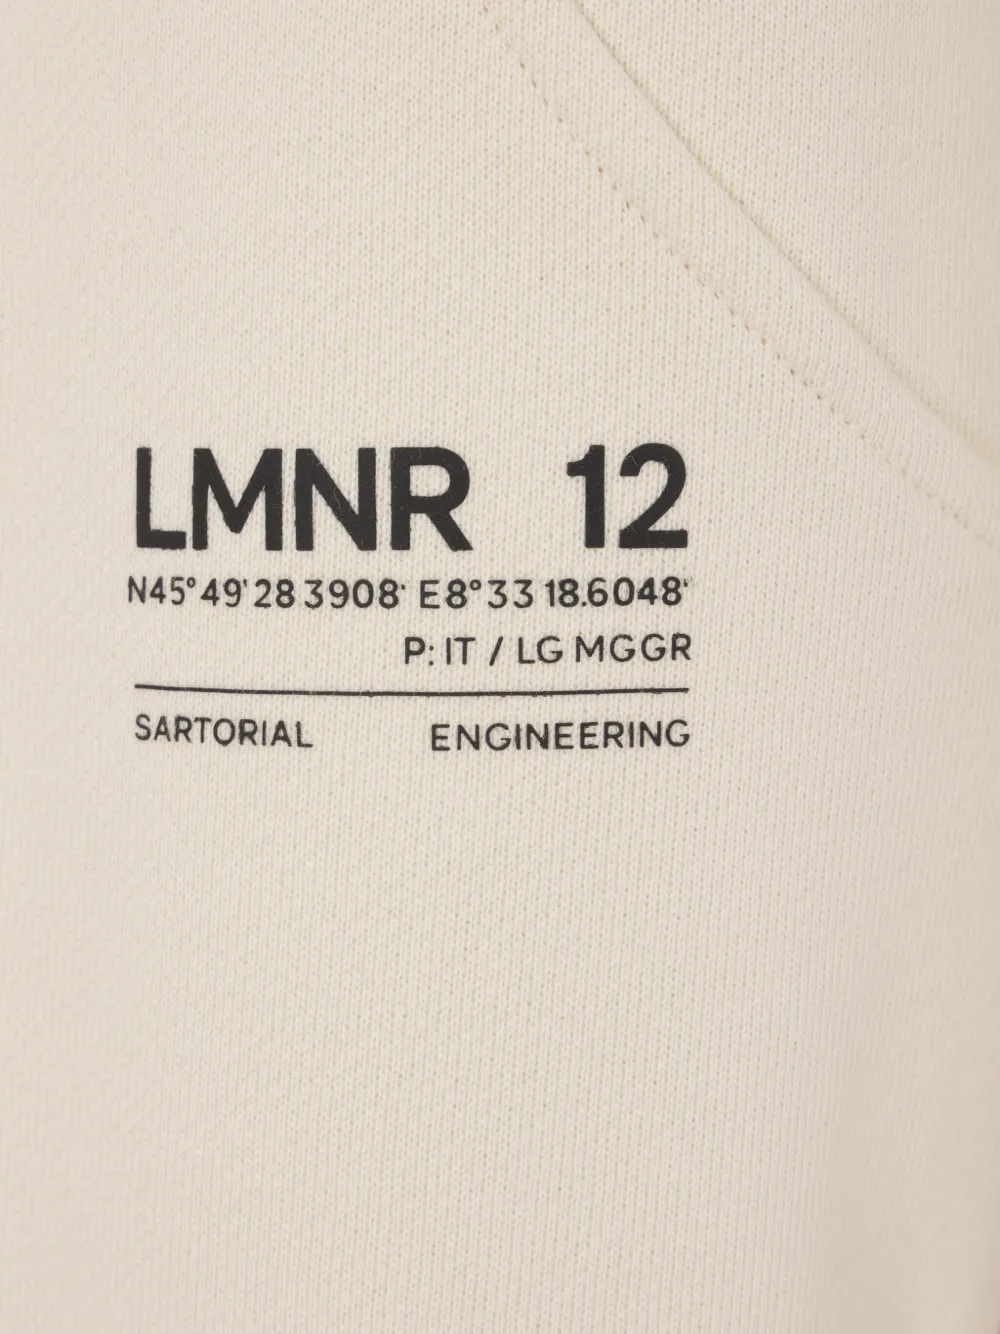 LMNR 12
N45°49'28 3908' E8°33 18.6048'
P: IT / LG MGGR
SARTORIAL ENGINEERING